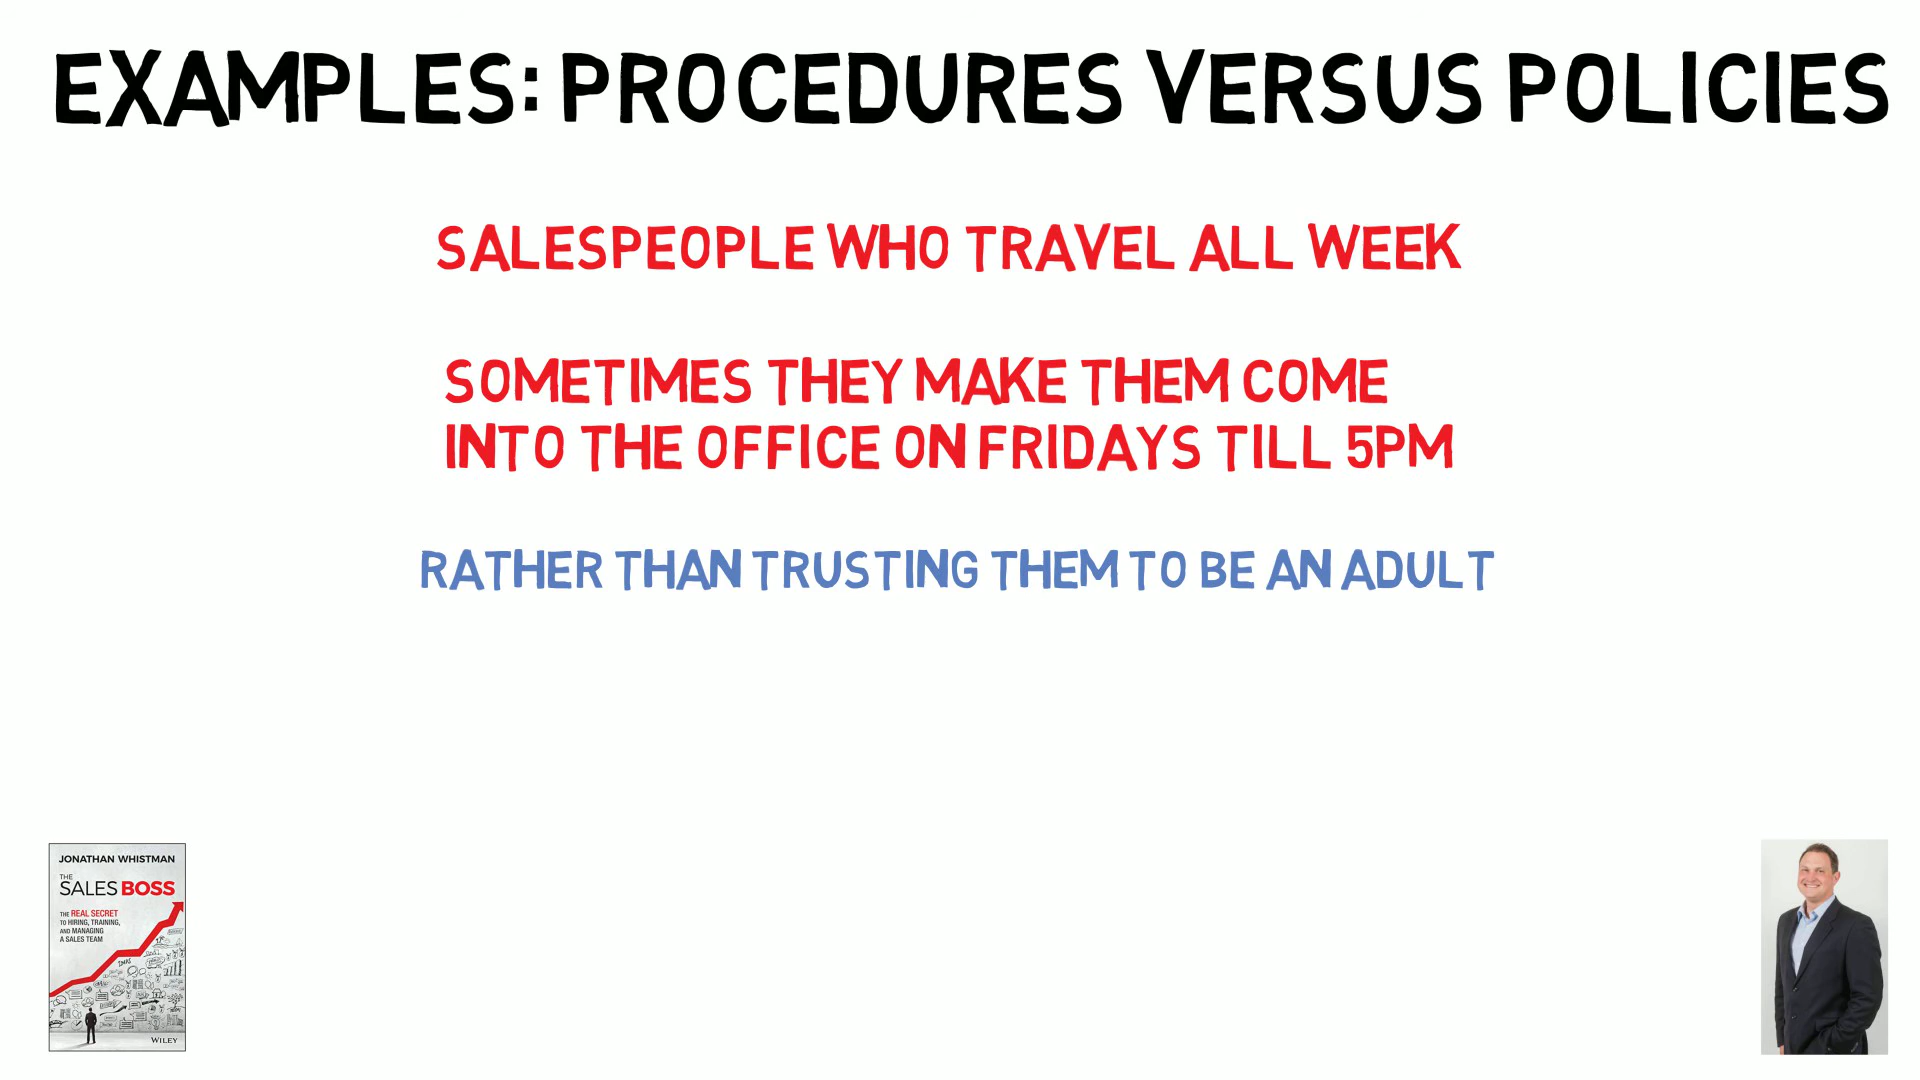 EXAMPLES: PROCEDURES VERSUS POLICIES
SALESPEOPLE WHO TRAVEL ALL WEEK
SOMETIMES THEY MAKE THEM COME
INTO THE OFFICE ON FRIDAYS TILL 5PM
RATHER THAN TRUSTING THEM TO BE AN ADULT
JONATHAN WHISTMAN
THE
SALES BOSS
THE REAL SECRET
TO HIRING, TRAINING,
AND MANAGING
A SALES TEAM
WILEY